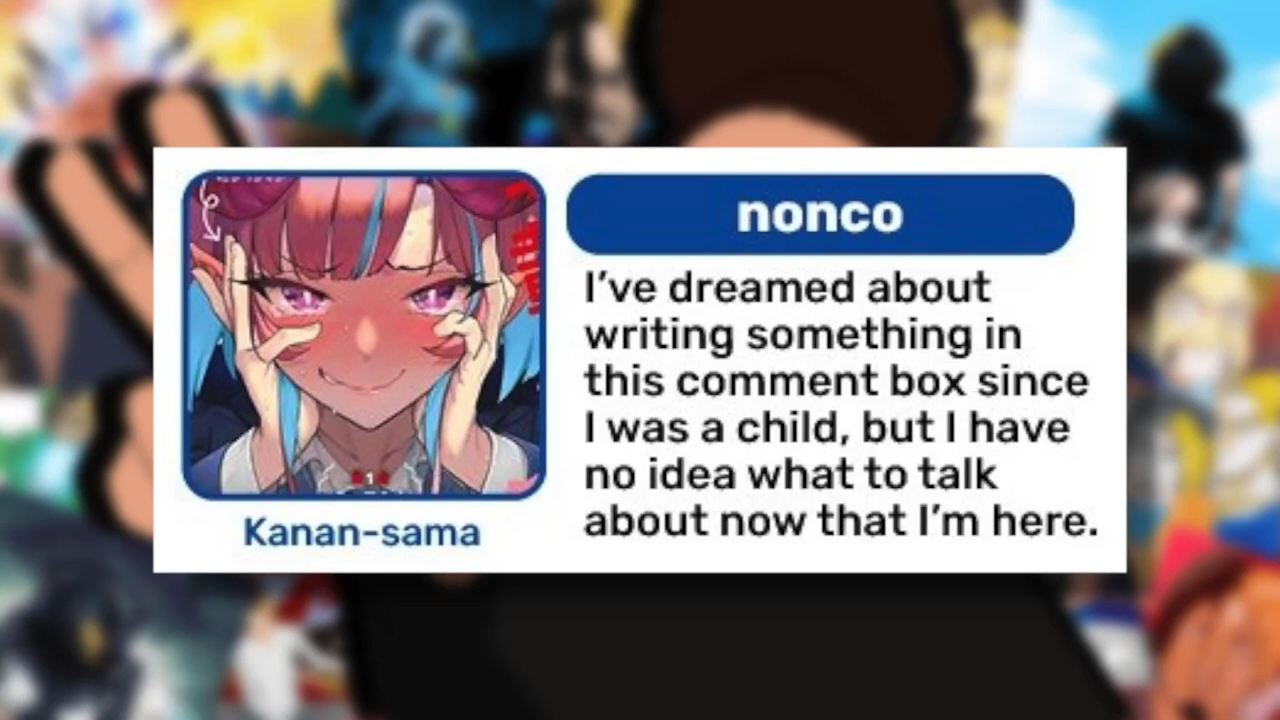 nonco
I've dreamed about
writing something in
this comment box since
I was a child, but I have
no idea what to talk
about now that I'm here.
Kanan-sama
1